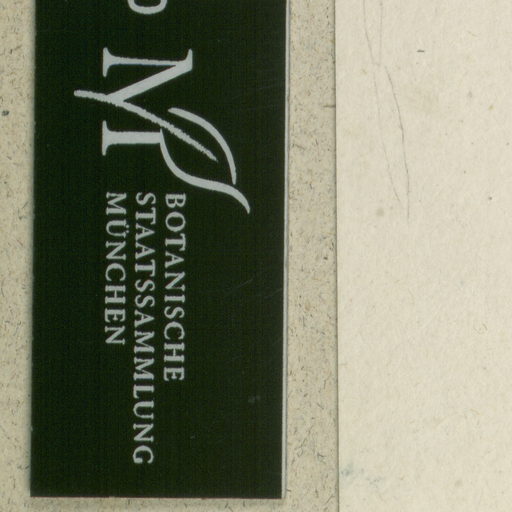 M
BOTANISCHE
STAATSSAMMLUNG
MÜNCHEN